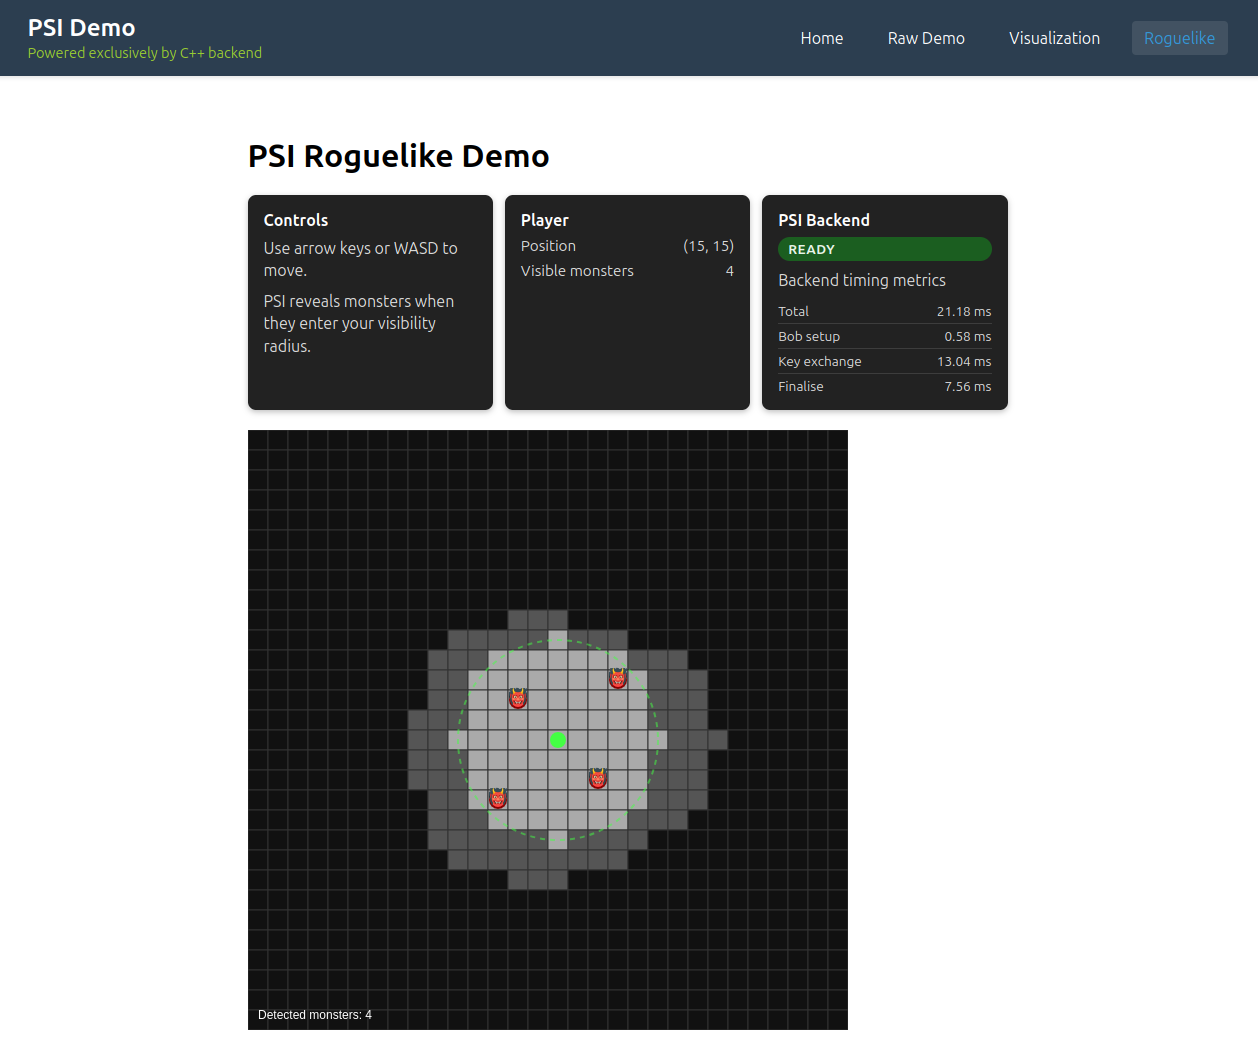 PSI Demo
Powered exclusively by C++ backend
Home
Raw Demo
Visualization
Roguelike
PSI Roguelike Demo
Controls
Use arrow keys or WASD to
move.
PSI reveals monsters when
they enter your visibility
radius.
Player
Position (15, 15)
Visible monsters 4
PSI Backend
READY
Backend timing metrics
Total 21.18 ms
Bob setup 0.58 ms
Key exchange 13.04 ms
Finalise 7.56 ms
Detected monsters: 4